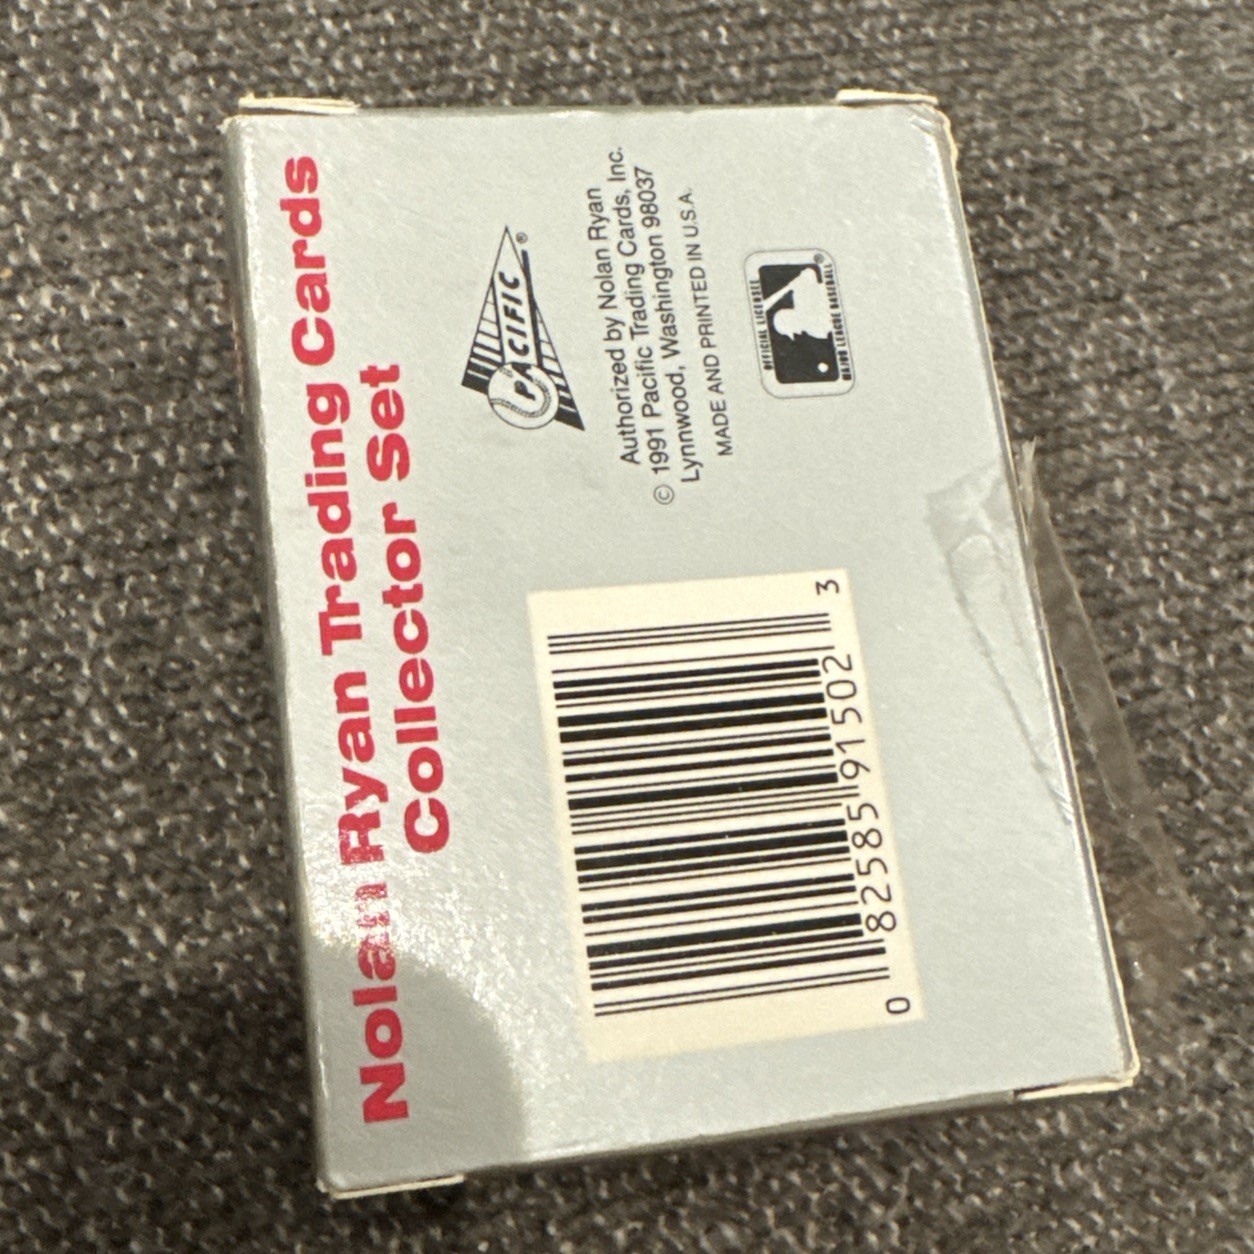 Nolan Ryan Trading Cards
Collector Set
PACIFIC®
Authorized by Nolan Ryan
© 1991 Pacific Trading Cards, Inc.
Lynnwood, Washington 98037
MADE AND PRINTED IN U.S.A.
OFFICIAL LICENSEE
MAJOR LEAGUE BASEBALL®
0 82585 91502 3